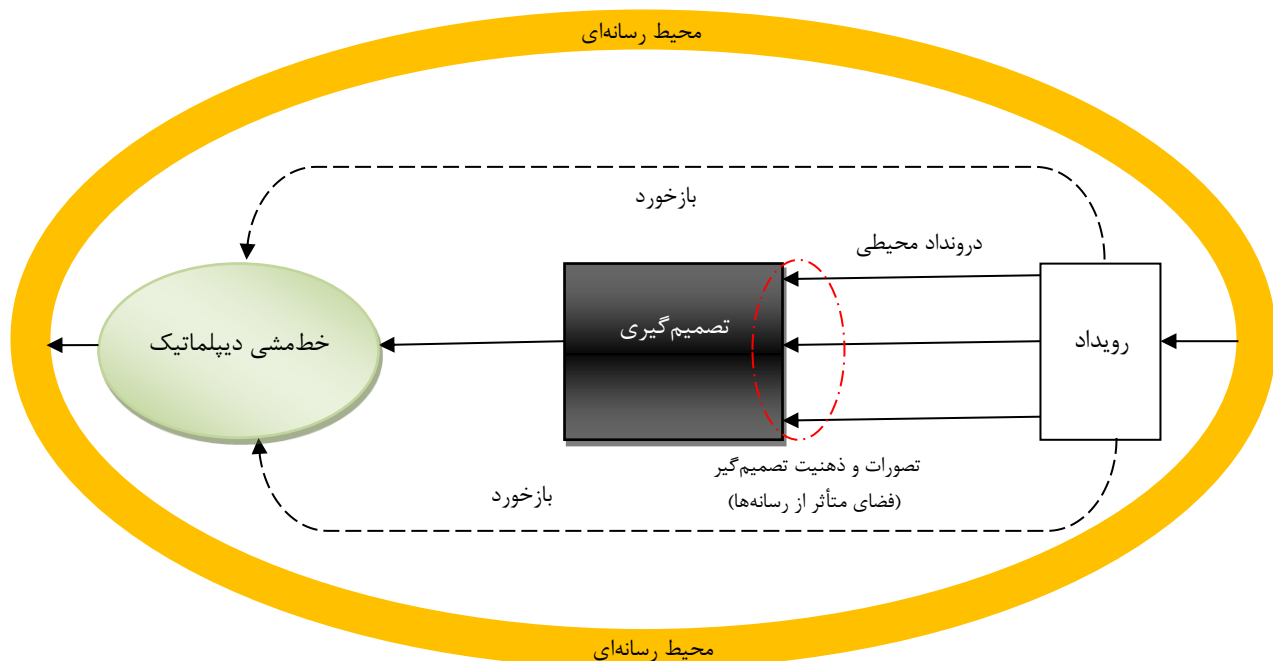 محیط رسانه‌ای
بازخورد
درونداد محیطی
رویداد
تصمیم‌گیری
خط‌مشی دیپلماتیک
تصورات و ذهنیت تصمیم‌گیر
(فضای متأثر از رسانه‌ها)
بازخورد
محیط رسانه‌ای